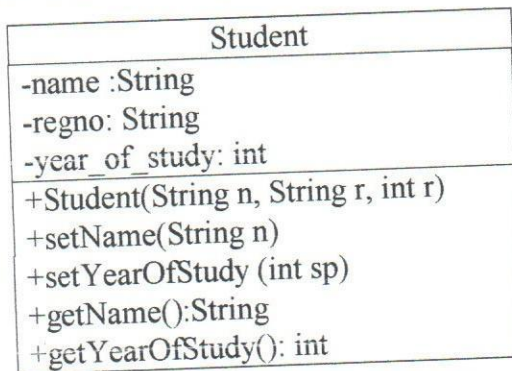 Student
-name :String
-regno: String
-year_of_study: int
+Student(String n, String r, int r)
+setName(String n)
+setYearOfStudy (int sp)
+getName():String
+getYearOfStudy(): int